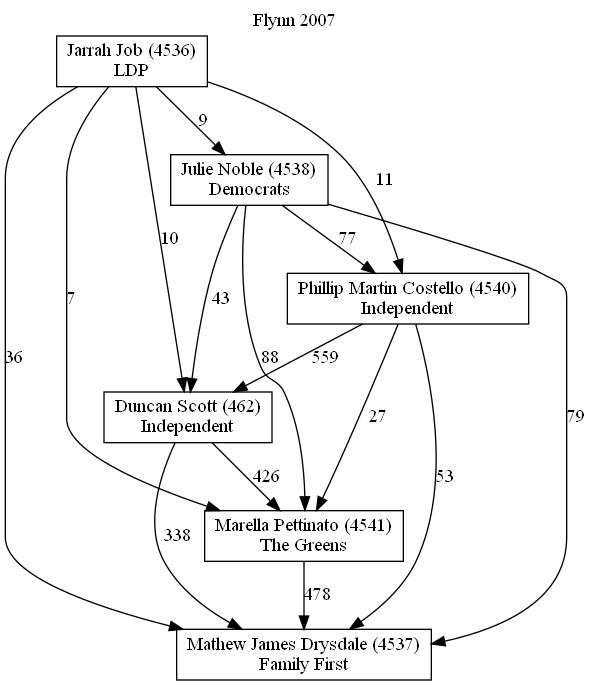 Flynn 2007
Jarrah Job (4536)
LDP
9
Julie Noble (4538)
Democrats
11
10
77
Phillip Martin Costello (4540)
Independent
7
43
36
88
559
Duncan Scott (462)
Independent
27
79
426
53
Marella Pettinato (4541)
The Greens
338
478
Mathew James Drysdale (4537)
Family First